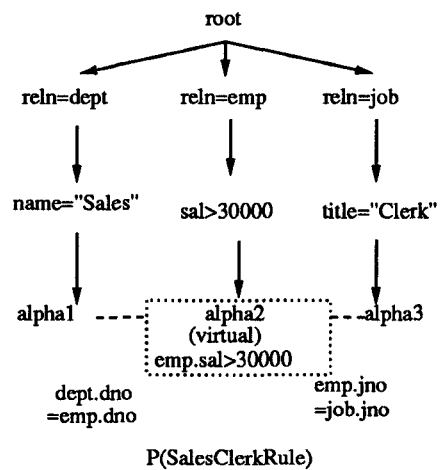 root
reln=dept reln=emp reln=job
name="Sales" sal>30000 title="Clerk"
alpha1 alpha2 alpha3
(virtual)
emp.sal>30000
dept.dno
=emp.dno
emp.jno
=job.jno
P(SalesClerkRule)